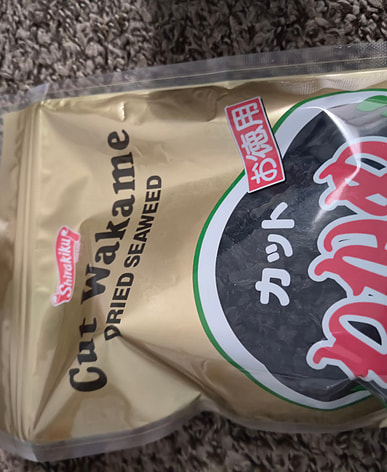 Shirakiku
Cut Wakame
DRIED SEAWEED
お徳用
カット